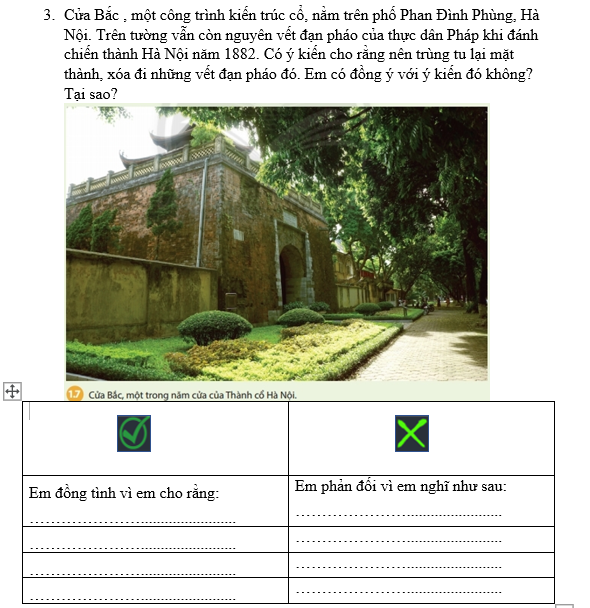 3. Cửa Bắc , một công trình kiến trúc cổ, nằm trên phố Phan Đình Phùng, Hà
Nội. Trên tường vẫn còn nguyên vết đạn pháo của thực dân Pháp khi đánh
chiến thành Hà Nội năm 1882. Có ý kiến cho rằng nên trùng tu lại mặt
thành, xóa đi những vết đạn pháo đó. Em có đồng ý với ý kiến đó không?
Tại sao?
1.7 Cửa Bắc, một trong năm cửa của Thành cổ Hà Nội.
Em đồng tình vì em cho rằng:
Em phản đối vì em nghĩ như sau: